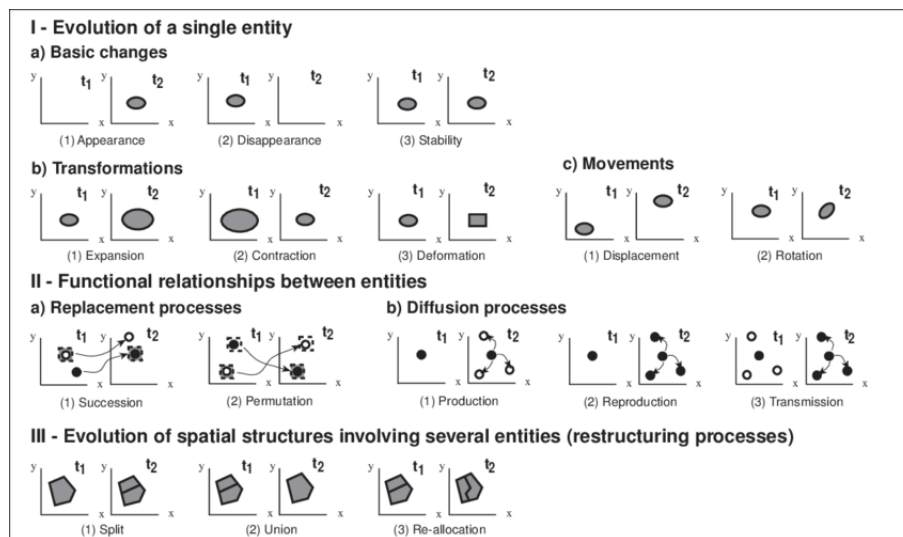 I - Evolution of a single entity
a) Basic changes
y t1 y t2 y t1 y t2 y t1 y t2
x x x x x x
(1) Appearance (2) Disappearance (3) Stability
b) Transformations c) Movements
y t1 y t2 y t1 y t2 y t1 y t2 y t1 y t2 y t1 y t2
x x x x x x x x x x
(1) Expansion (2) Contraction (3) Deformation (1) Displacement (2) Rotation
II - Functional relationships between entities
a) Replacement processes b) Diffusion processes
y t1 y t2 y t1 y t2 y t1 y t2 y t1 y t2 y t1 y t2
x x x x x x x x x x
(1) Succession (2) Permutation (1) Production (2) Reproduction (3) Transmission
III - Evolution of spatial structures involving several entities (restructuring processes)
y t1 y t2 y t1 y t2 y t1 y t2
x x x x x x
(1) Split (2) Union (3) Re-allocation